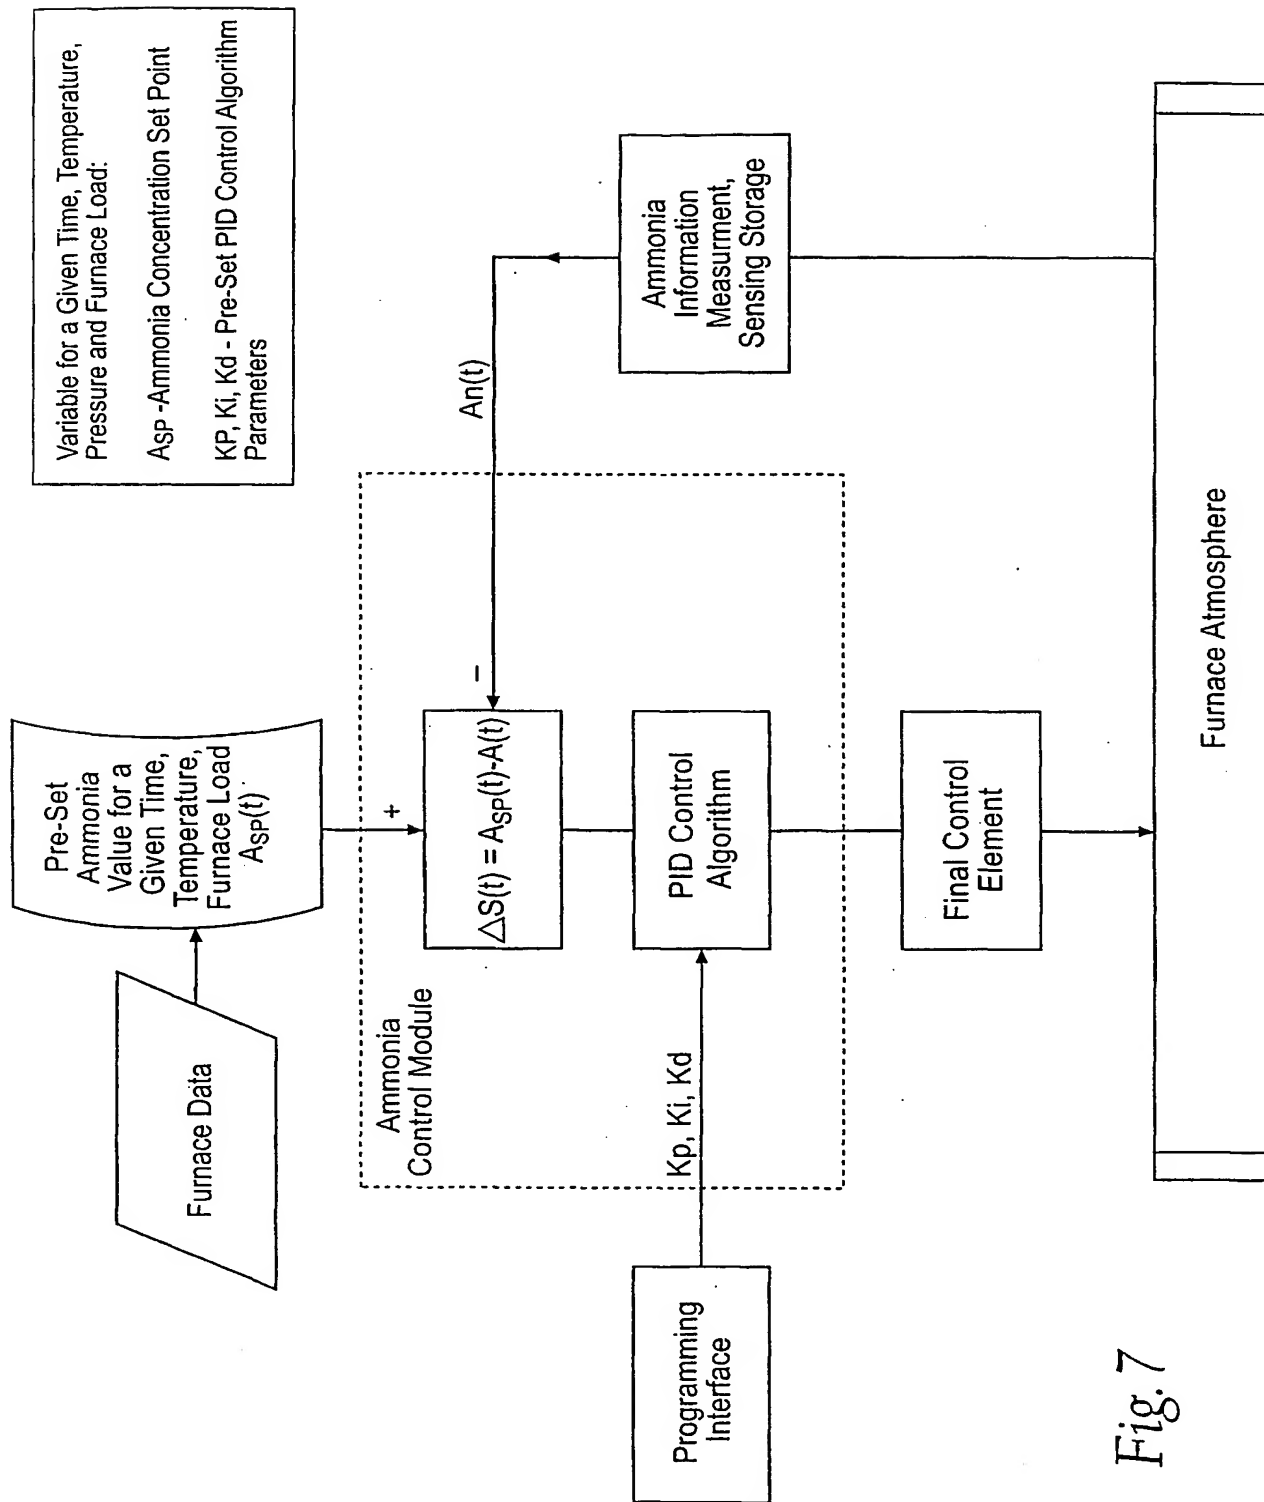 Variable for a Given Time, Temperature,
Pressure and Furnace Load:
ASP -Ammonia Concentration Set Point
KP, Ki, Kd - Pre-Set PID Control Algorithm
Parameters
Furnace Data
Pre-Set
Ammonia
Value for a
Given Time,
Temperature,
Furnace Load
ASP(t)
+
Ammonia
Control Module
△S(t) = ASP(t)-A(t)
–
An(t)
Ammonia
Information
Measurment,
Sensing Storage
Programming
Interface
Kp, Ki, Kd
PID Control
Algorithm
Final Control
Element
Furnace Atmosphere
Fig. 7